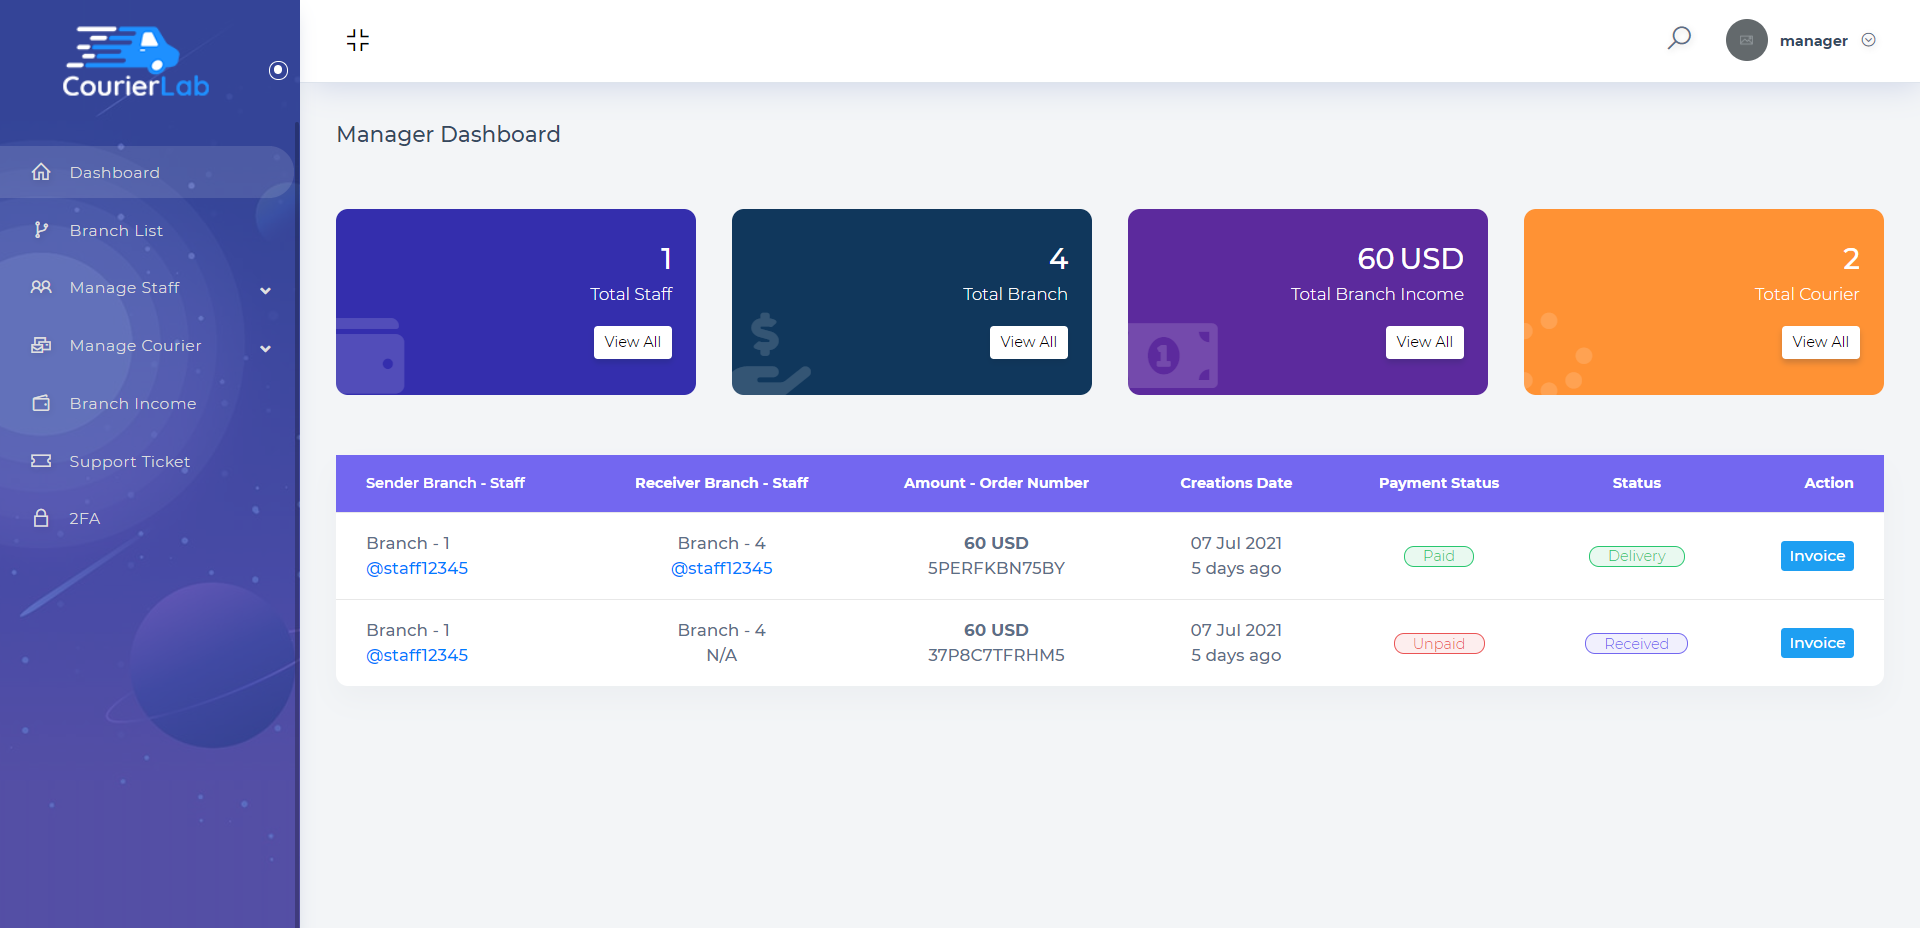 CourierLab
manager
Manager Dashboard
Dashboard
Branch List
Manage Staff
Manage Courier
Branch Income
Support Ticket
2FA
1
Total Staff
View All
4
Total Branch
View All
60 USD
Total Branch Income
View All
2
Total Courier
View All
Sender Branch - Staff Receiver Branch - Staff Amount - Order Number Creations Date Payment Status Status Action
Branch - 1 Branch - 4 60 USD 07 Jul 2021 Paid Delivery Invoice
@staff12345 @staff12345 5PERFKBN75BY 5 days ago
Branch - 1 Branch - 4 60 USD 07 Jul 2021 Unpaid Received Invoice
@staff12345 N/A 37P8C7TFRHM5 5 days ago